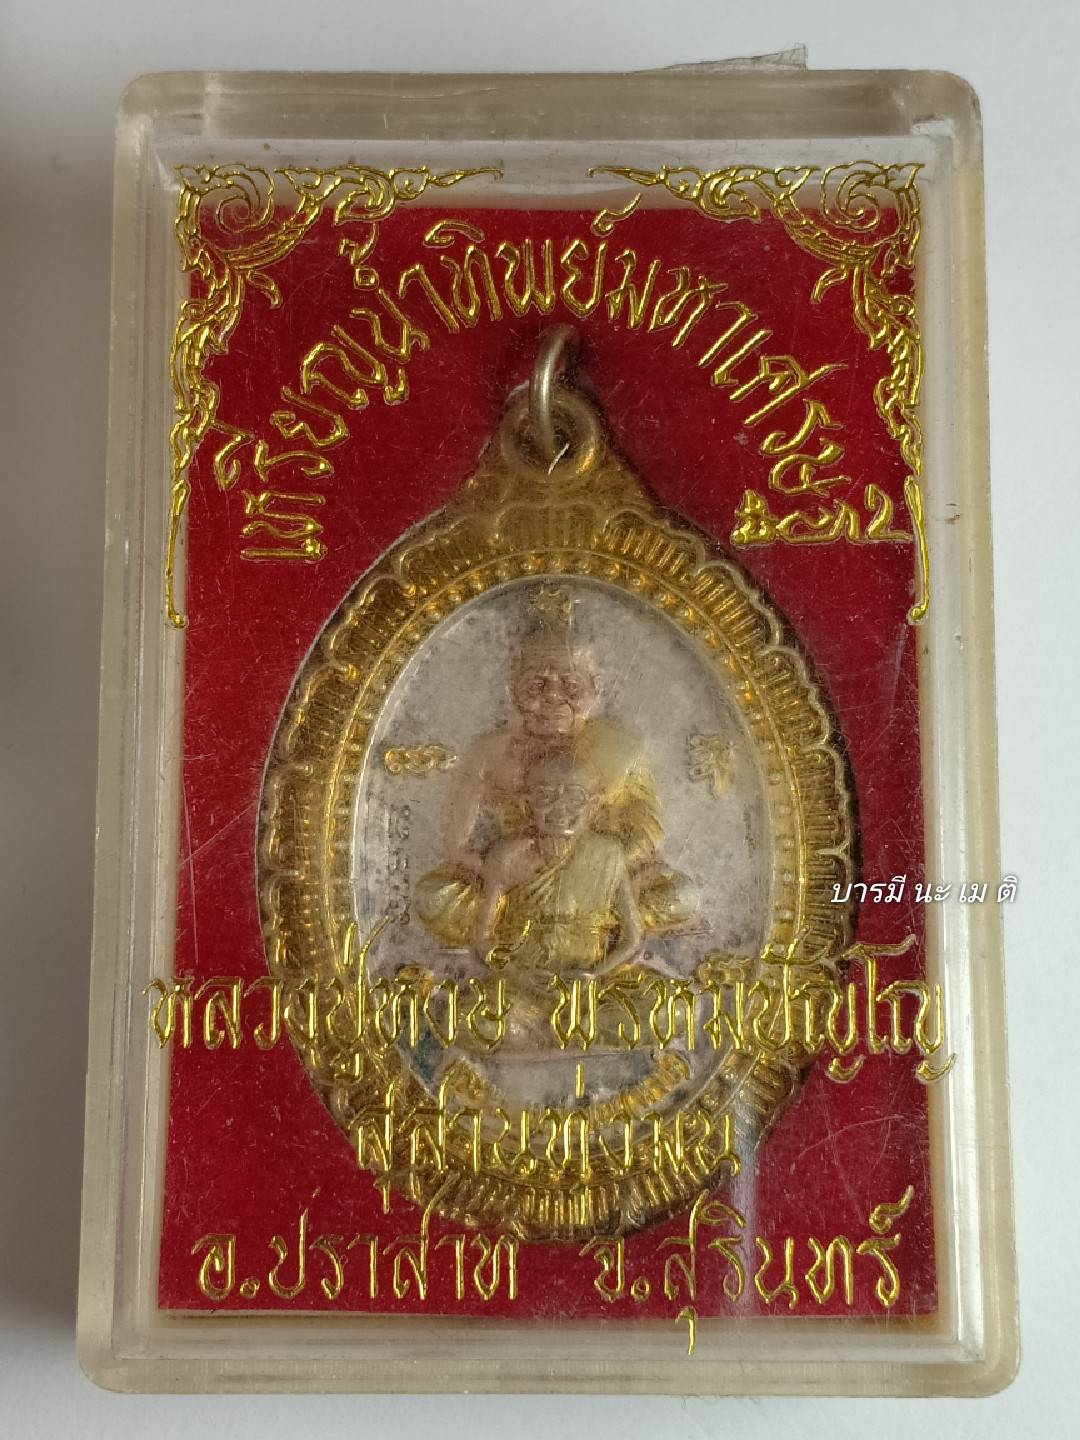 เหรียญน้ำทิพย์มหาเศรษฐี
บารมี นะ เม ติ
หลวงปู่หงษ์ พรหมปัญโญ
สุสานทุ่งมน
อ.ปราสาท จ.สุรินทร์